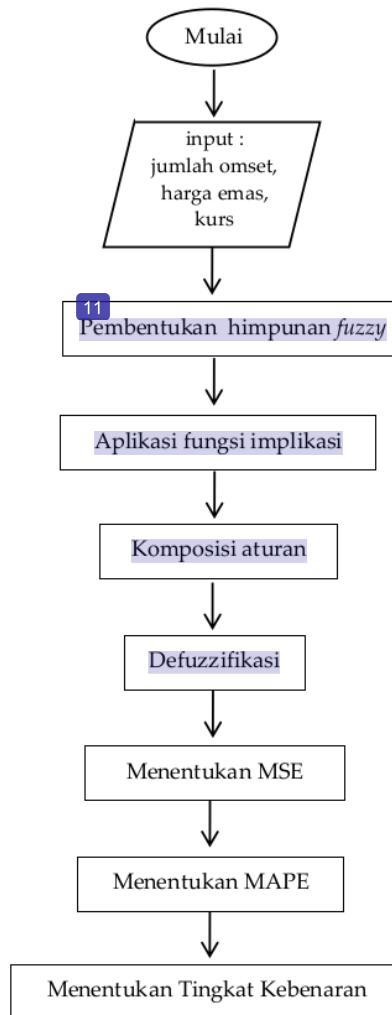 Mulai
input :
jumlah omset,
harga emas,
kurs
11
Pembentukan himpunan fuzzy
Aplikasi fungsi implikasi
Komposisi aturan
Defuzzifikasi
Menentukan MSE
Menentukan MAPE
Menentukan Tingkat Kebenaran